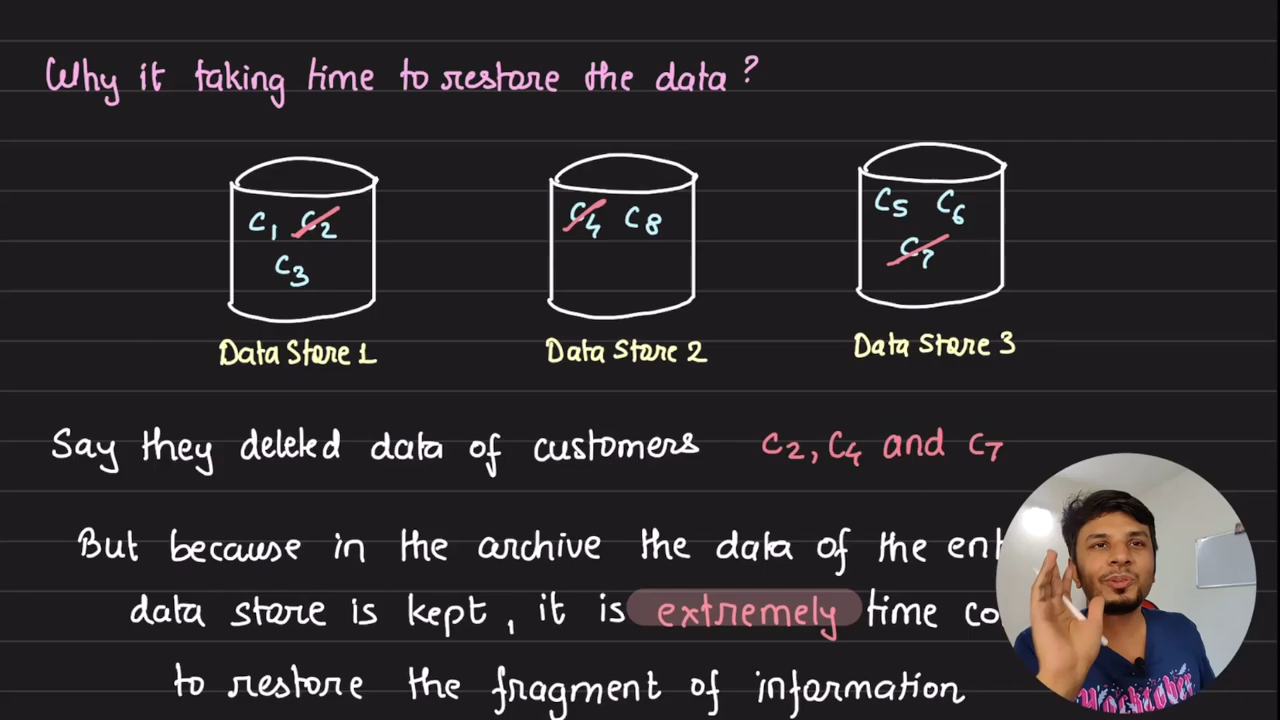 Why it taking time to restore the data?
C1 C2
C3
C4 C8
C5 C6
C7
Data Store 1
Data Store 2
Data Store 3
Say they deleted data of customers C2, C4 and C7
But because in the archive the data of the
data store is kept, it is extremely time
to restore the fragment of information